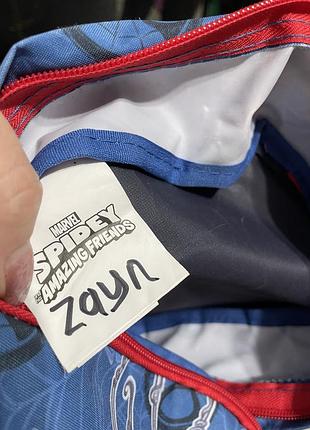 MARVEL
SPIDEY
AND HIS
AMAZING FRIENDS
zayn